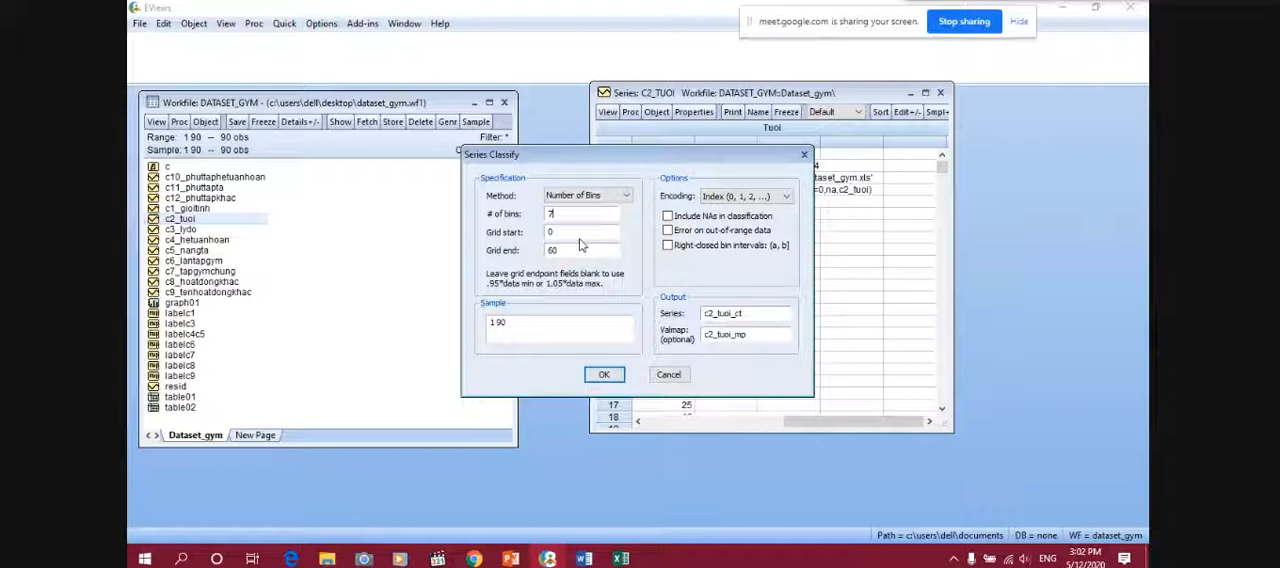 EViews
File Edit Object View Proc Quick Options Add-ins Window Help
meet.google.com is sharing your screen.
Stop sharing
Hide
Workfile: DATASET_GYM - (c:\users\dell\desktop\dataset_gym.wf1)
View Proc Object Save Freeze Details+/- Show Fetch Store Delete Genr Sample
Range: 1 90 -- 90 obs
Filter: *
Sample: 1 90 -- 90 obs
c
c10_phuttaphetuanhoan
c11_phuttapta
c12_phuttapkhac
c1_gioitinh
c2_tuoi
c3_lydo
c4_hetuanhoan
c5_nangta
c6_lantapgym
c7_tapgymchung
c8_hoatdongkhac
c9_tenhoatdongkhac
graph01
labelc1
labelc3
labelc4c5
labelc6
labelc7
labelc8
labelc9
resid
table01
table02
Dataset_gym New Page
Series: C2_TUOI Workfile: DATASET_GYM::Dataset_gym\
View Proc Object Properties Print Name Freeze Default Sort Edit+/- Smpl+
Tuoi
4
taset_gym.xls'
=0,na,c2_tuoi)
17 25
18
Series Classify
Specification
Method: Number of Bins
# of bins: 7
Grid start: 0
Grid end: 60
Leave grid endpoint fields blank to use
.95*data min or 1.05*data max.
Sample
1 90
Options
Encoding: Index (0, 1, 2, ...)
Include NAs in classification
Error on out-of-range data
Right-closed bin intervals: (a, b]
Output
Series: c2_tuoi_ct
Valmap: (optional) c2_tuoi_mp
OK Cancel
Path = c:\users\dell\documents DB = none WF = dataset_gym
ENG
3:02 PM
5/12/2020